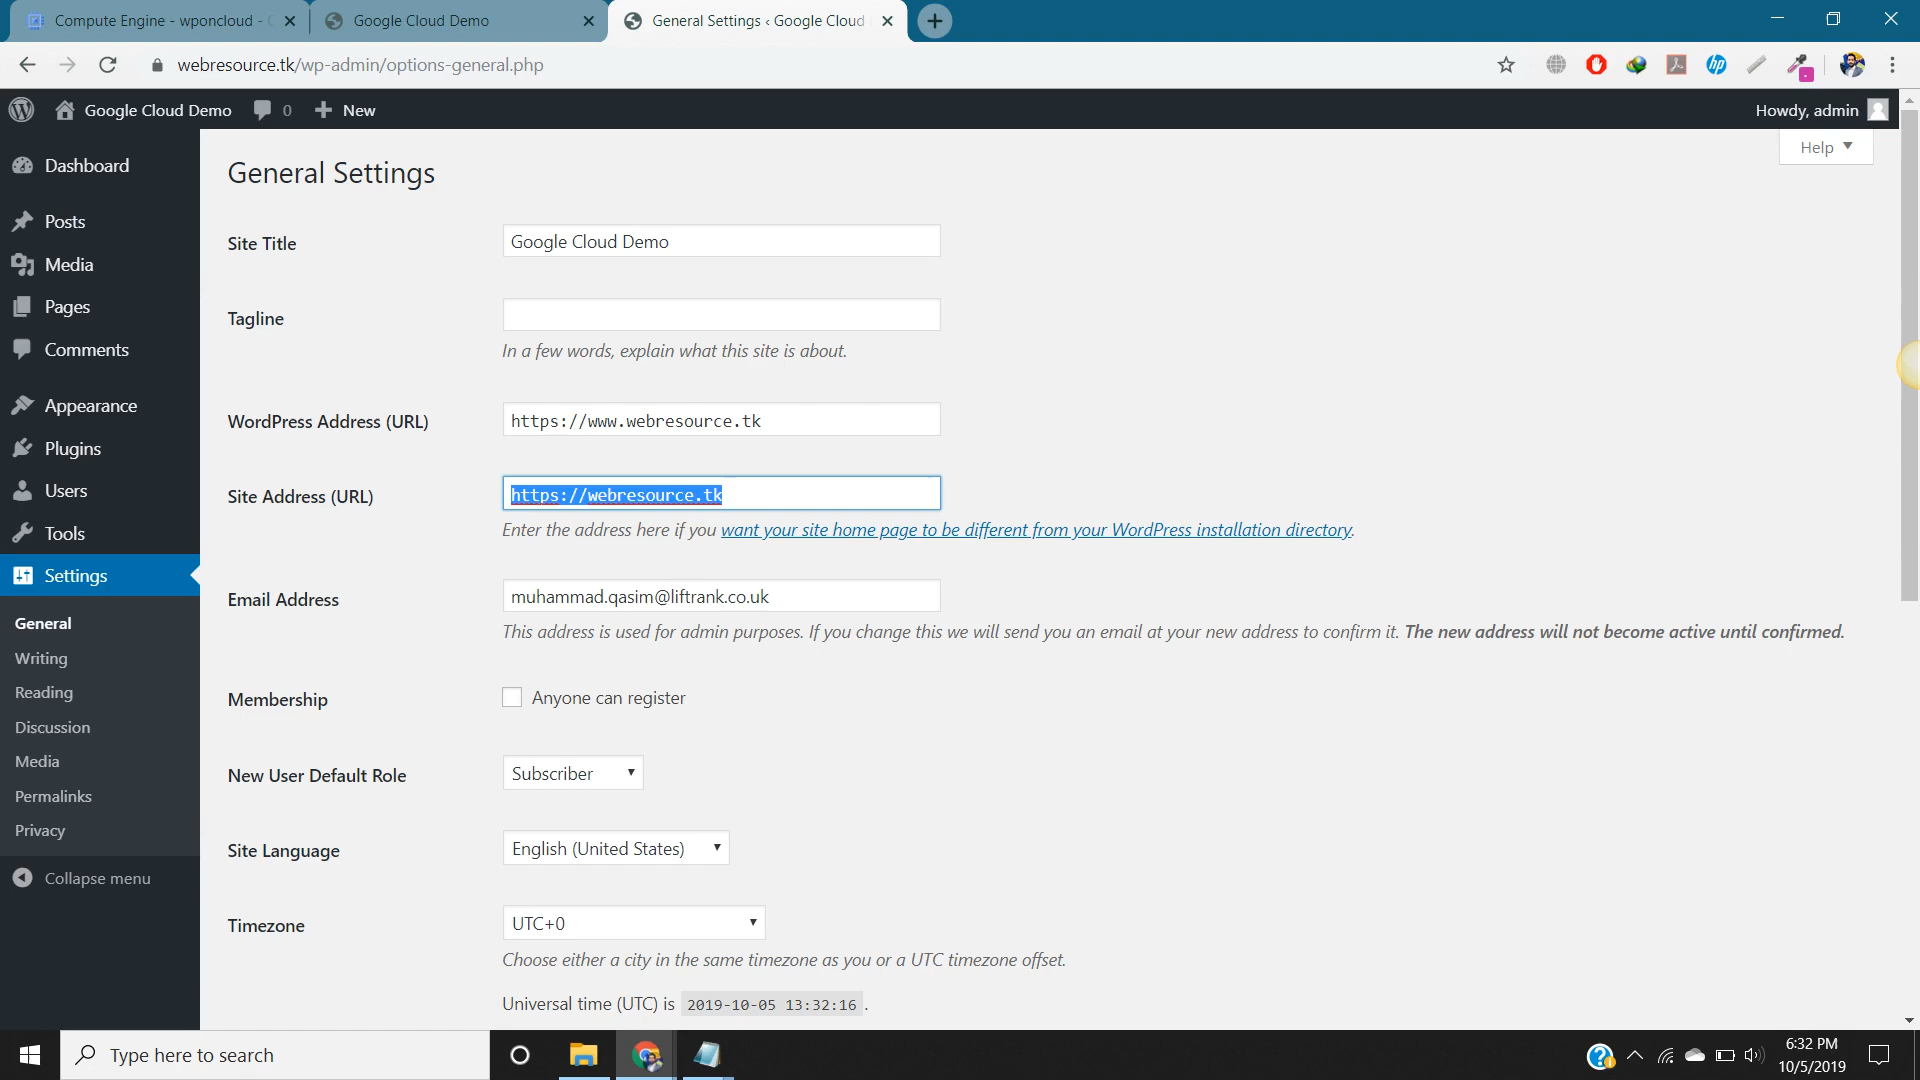 Compute Engine - wponcloud -
Google Cloud Demo
General Settings ‹ Google Cloud
webresource.tk/wp-admin/options-general.php
Google Cloud Demo
0
New
Howdy, admin
Help
Dashboard
Posts
Media
Pages
Comments
Appearance
Plugins
Users
Tools
Settings
General
Writing
Reading
Discussion
Media
Permalinks
Privacy
Collapse menu
General Settings
Site Title
Google Cloud Demo
Tagline
In a few words, explain what this site is about.
WordPress Address (URL)
https://www.webresource.tk
Site Address (URL)
https://webresource.tk
Enter the address here if you want your site home page to be different from your WordPress installation directory.
Email Address
muhammad.qasim@liftrank.co.uk
This address is used for admin purposes. If you change this we will send you an email at your new address to confirm it. The new address will not become active until confirmed.
Membership
Anyone can register
New User Default Role
Subscriber
Site Language
English (United States)
Timezone
UTC+0
Choose either a city in the same timezone as you or a UTC timezone offset.
Universal time (UTC) is 2019-10-05 13:32:16 .
Type here to search
6:32 PM
10/5/2019